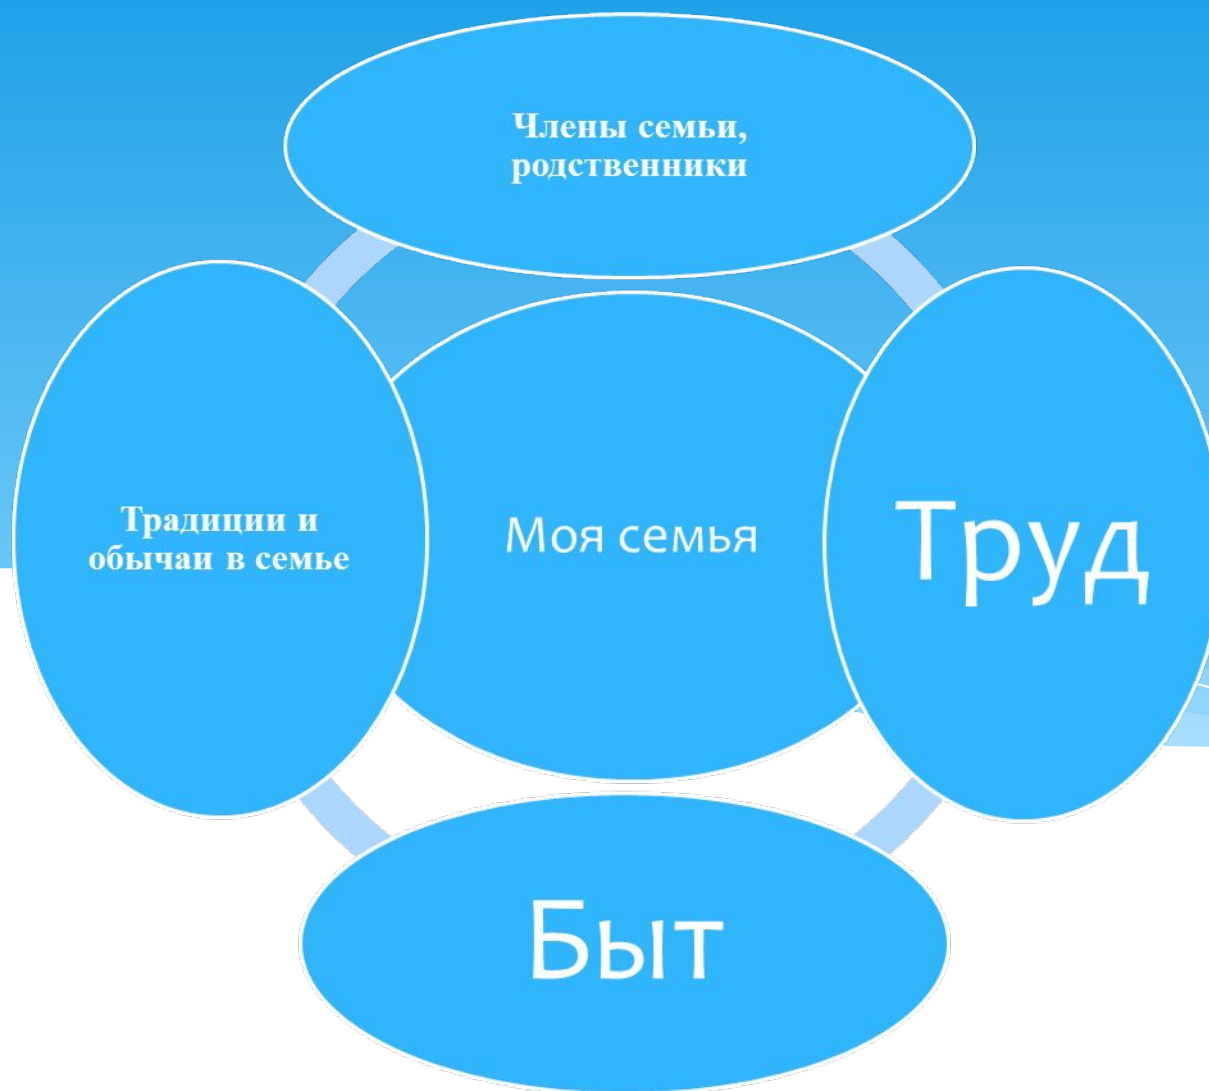 Члены семьи,
родственники
Традиции и
обычаи в семье
Моя семья
Труд
Быт